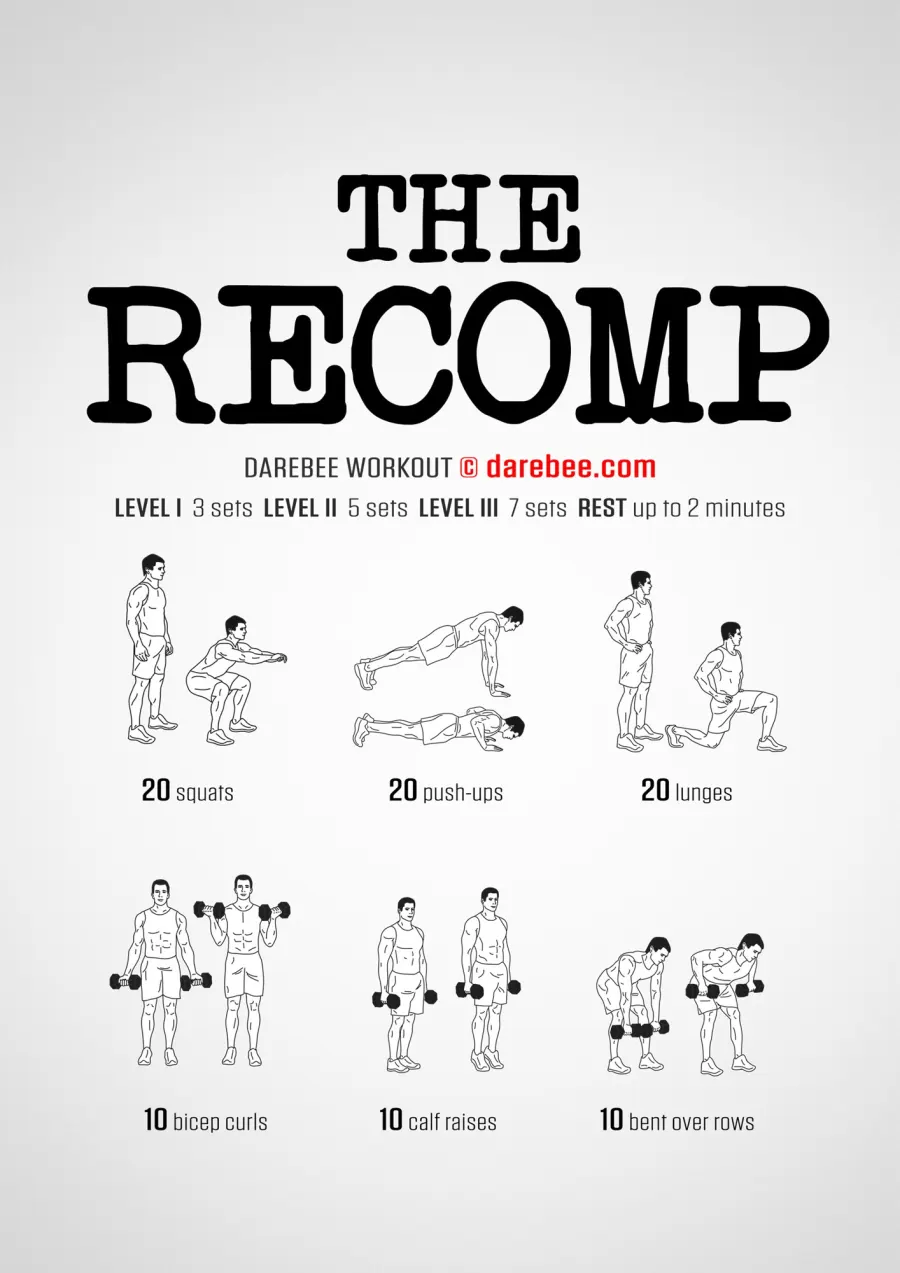 THE
RECOMP
DAREBEE WORKOUT © darebee.com
LEVEL I 3 sets LEVEL II 5 sets LEVEL III 7 sets REST up to 2 minutes
20 squats
20 push-ups
20 lunges
10 bicep curls
10 calf raises
10 bent over rows